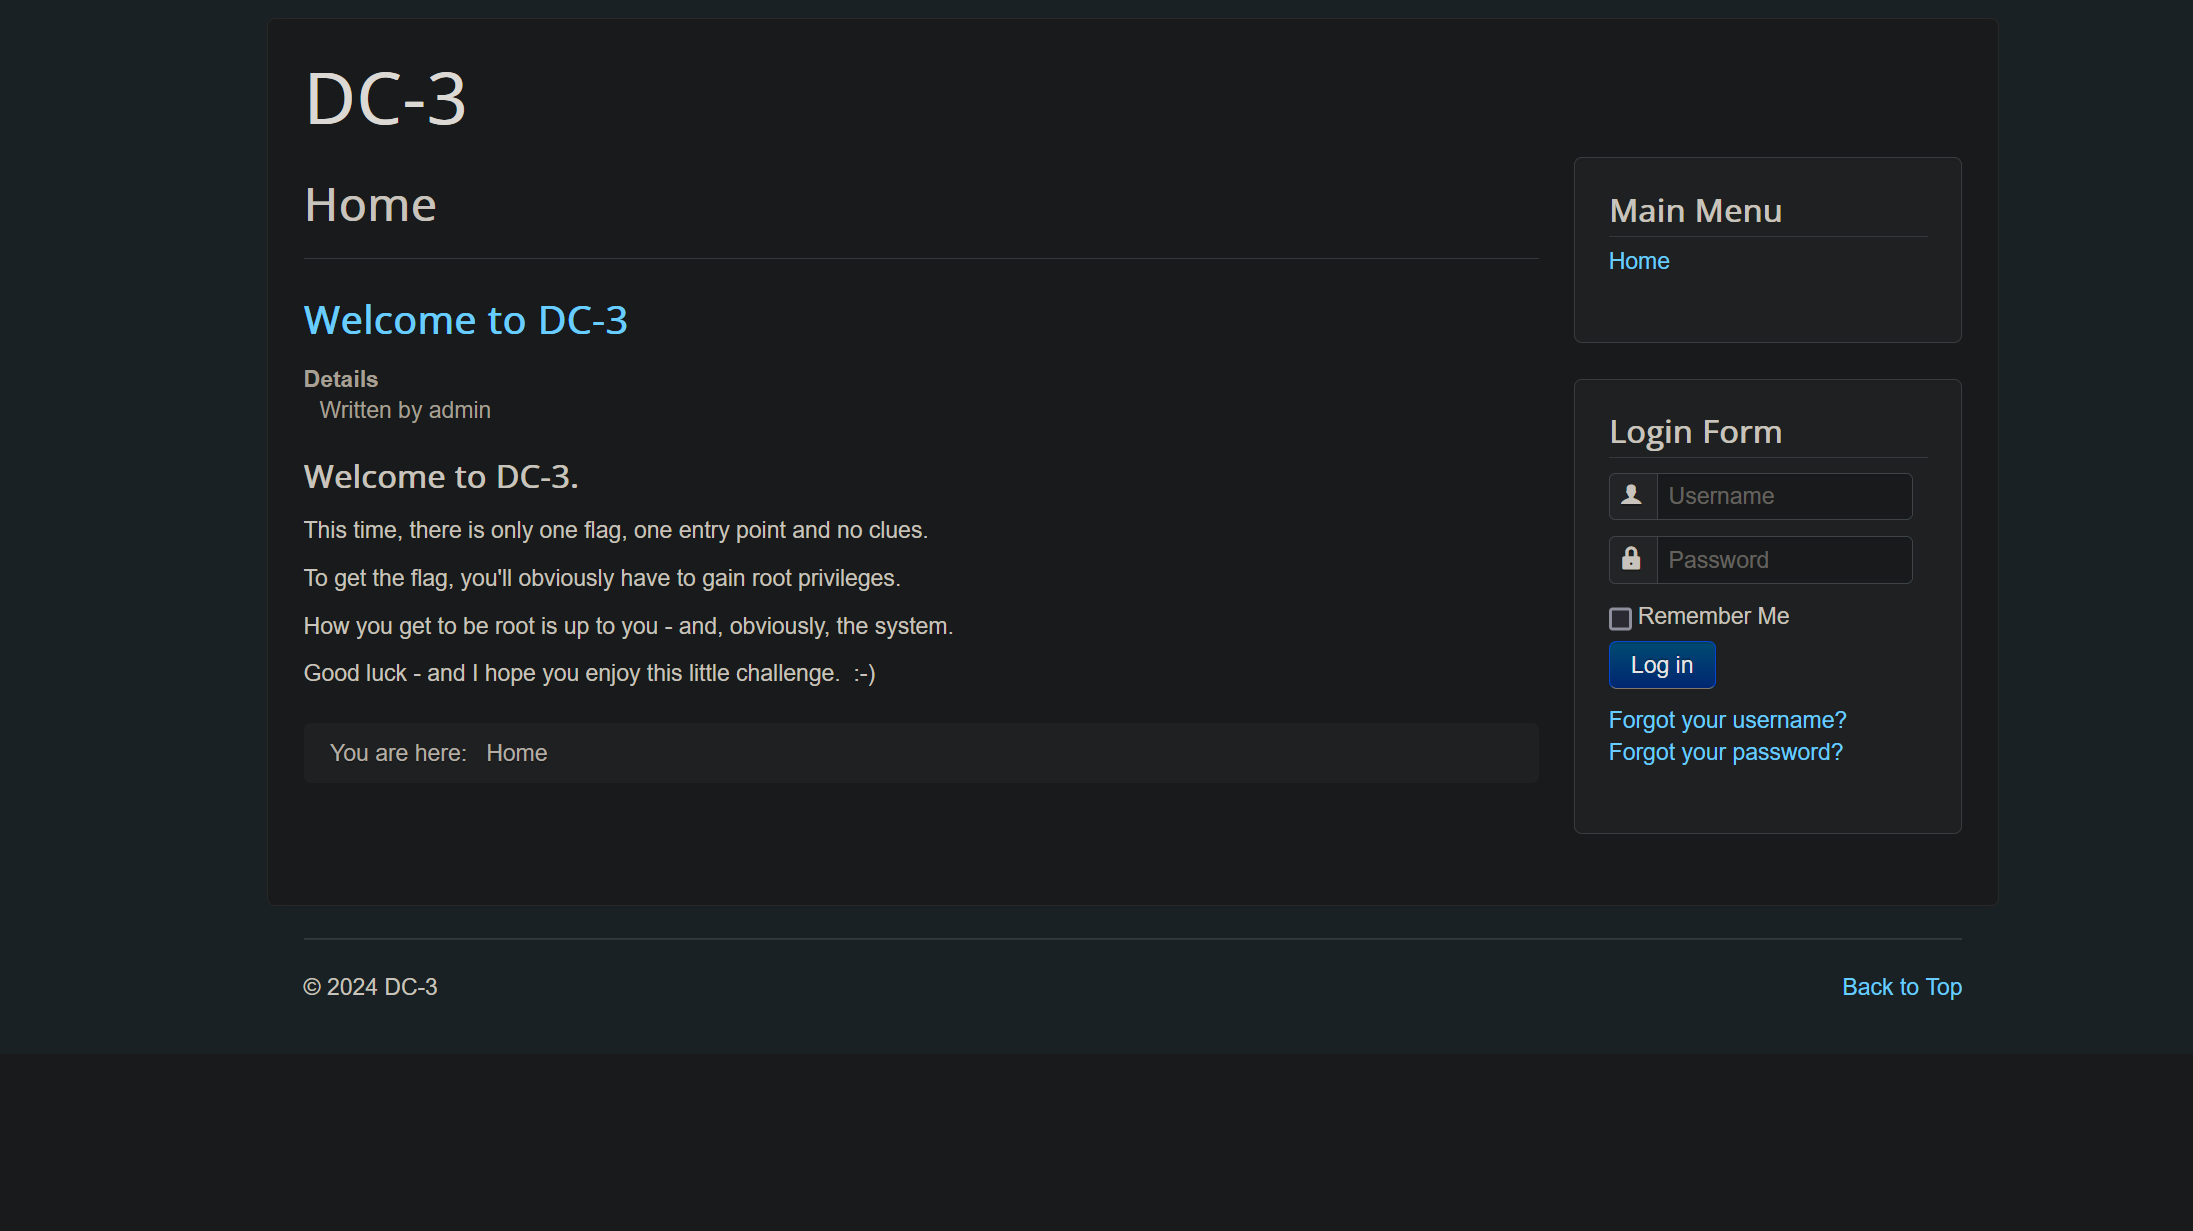 DC-3
Home
Welcome to DC-3
Details
Written by admin
Welcome to DC-3.
This time, there is only one flag, one entry point and no clues.
To get the flag, you'll obviously have to gain root privileges.
How you get to be root is up to you - and, obviously, the system.
Good luck - and I hope you enjoy this little challenge.  :-)
You are here: Home
Main Menu
Home
Login Form
Username
Password
Remember Me
Log in
Forgot your username?
Forgot your password?
© 2024 DC-3
Back to Top